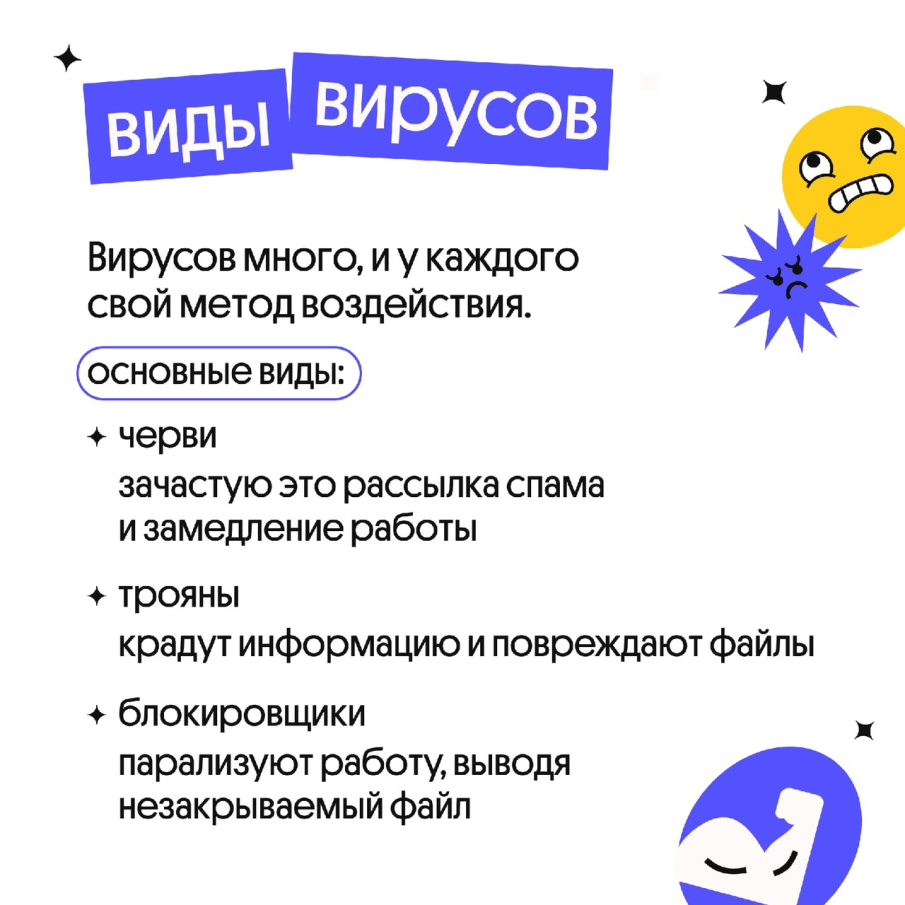 виды вирусов
Вирусов много, и у каждого
свой метод воздействия.
основные виды:
черви
зачастую это рассылка спама
и замедление работы
трояны
крадут информацию и повреждают файлы
блокировщики
парализуют работу, выводя
незакрываемый файл